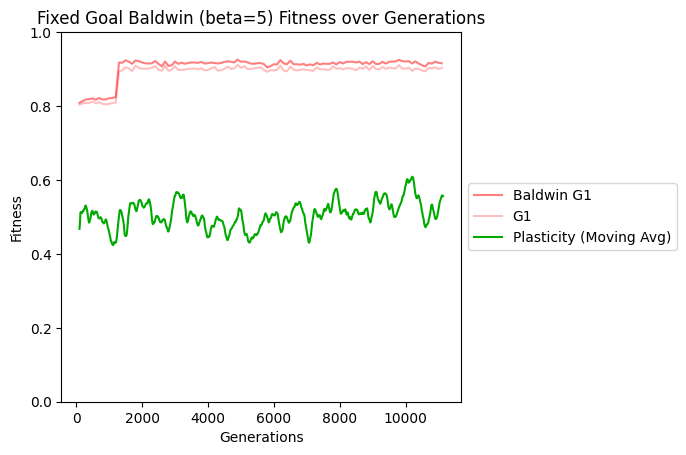 Fixed Goal Baldwin (beta=5) Fitness over Generations
1.0
0.8
0.6
0.4
0.2
0.0
Fitness
0 2000 4000 6000 8000 10000
Generations
Baldwin G1
G1
Plasticity (Moving Avg)